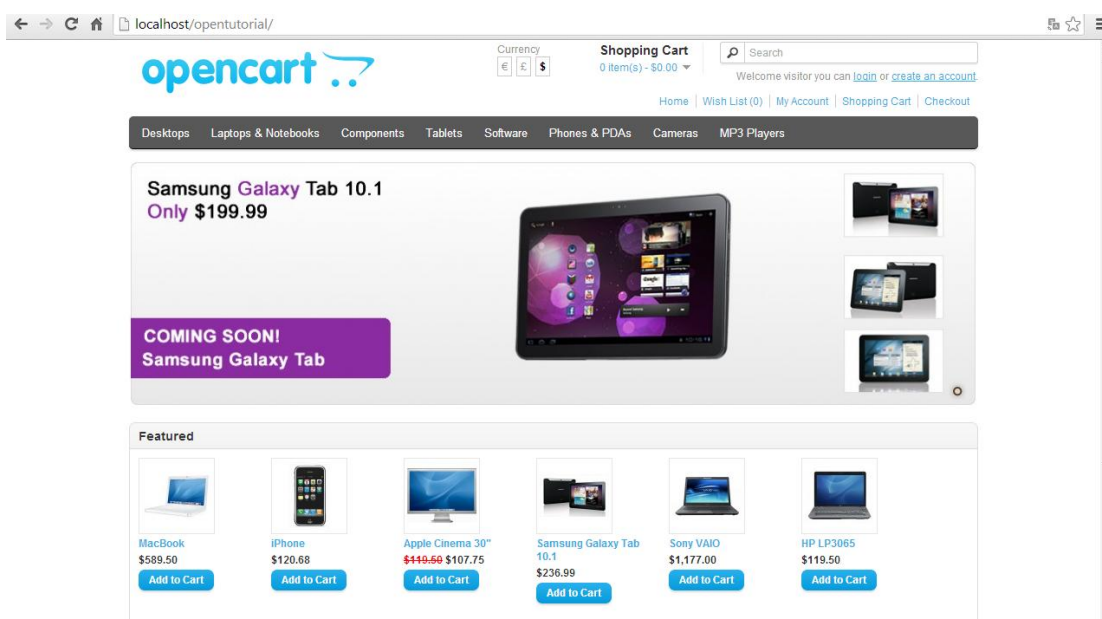 localhost/opentutorial/
opencart
Currency
€ £ $
Shopping Cart
0 item(s) - $0.00
Search
Welcome visitor you can login or create an account.
Home Wish List (0) My Account Shopping Cart Checkout
Desktops Laptops & Notebooks Components Tablets Software Phones & PDAs Cameras MP3 Players
Samsung Galaxy Tab 10.1
Only $199.99
COMING SOON!
Samsung Galaxy Tab
Featured
MacBook
$589.50
Add to Cart
iPhone
$120.68
Add to Cart
Apple Cinema 30"
$119.50 $107.75
Add to Cart
Samsung Galaxy Tab
10.1
$236.99
Add to Cart
Sony VAIO
$1,177.00
Add to Cart
HP LP3065
$119.50
Add to Cart